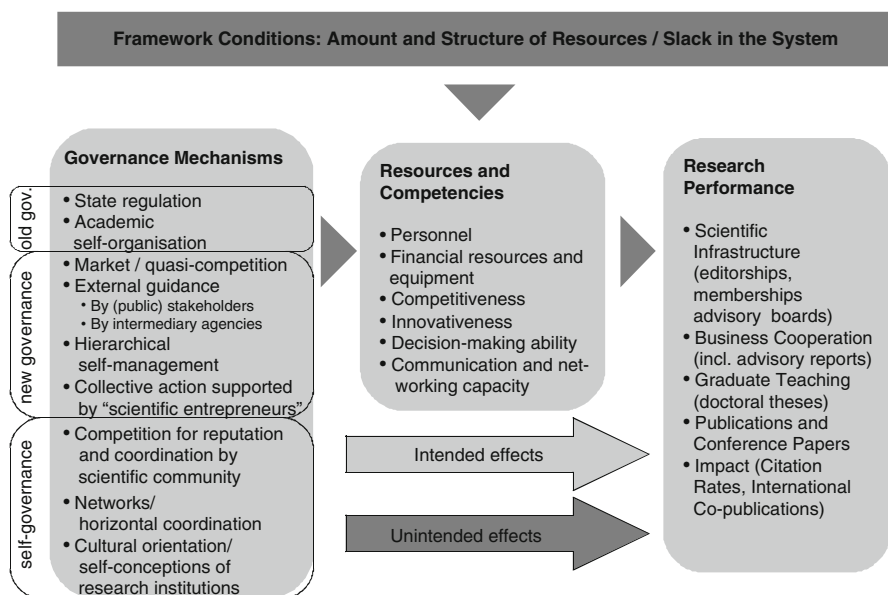 Framework Conditions: Amount and Structure of Resources / Slack in the System
Governance Mechanisms
old gov.
• State regulation
• Academic
self-organisation
new governance
• Market / quasi-competition
• External guidance
• By (public) stakeholders
• By intermediary agencies
• Hierarchical
self-management
• Collective action supported
by “scientific entrepreneurs”
self-governance
• Competition for reputation
and coordination by
scientific community
• Networks/
horizontal coordination
• Cultural orientation/
self-conceptions of
research institutions
Resources and
Competencies
• Personnel
• Financial resources and
equipment
• Competitiveness
• Innovativeness
• Decision-making ability
• Communication and net-
working capacity
Intended effects
Unintended effects
Research
Performance
• Scientific
Infrastructure
(editorships,
memberships
advisory boards)
• Business Cooperation
(incl. advisory reports)
• Graduate Teaching
(doctoral theses)
• Publications and
Conference Papers
• Impact (Citation
Rates, International
Co-publications)